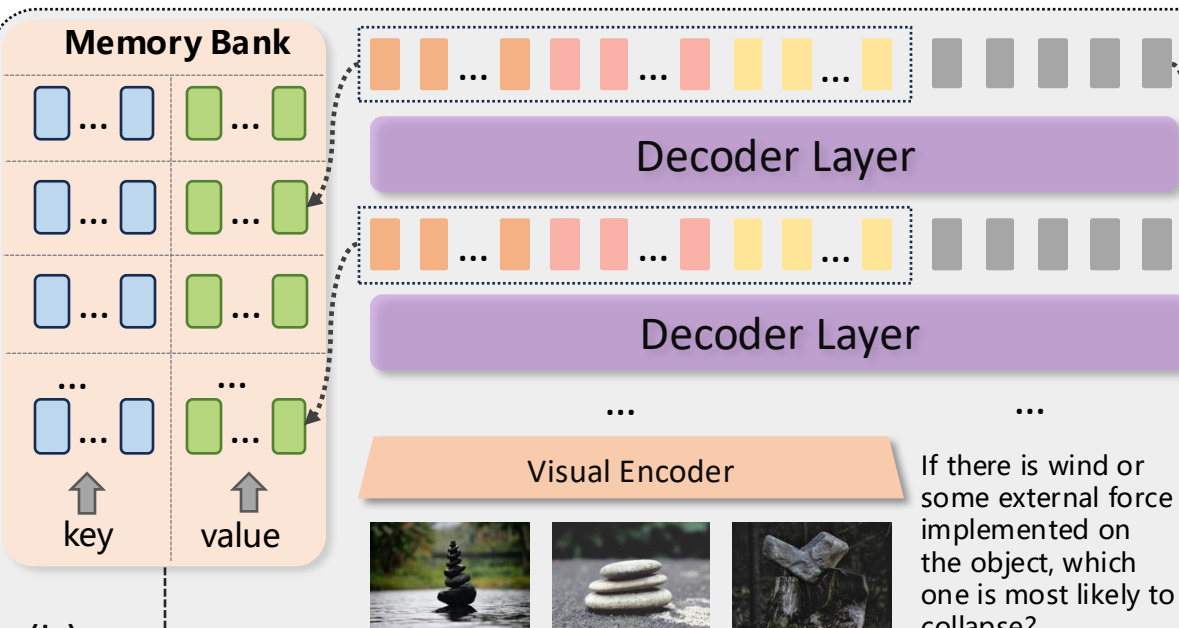 Memory Bank
... ...
... ...
... ...
... ...
... ...
key value
... ... ...
Decoder Layer
... ... ...
Decoder Layer
... ...
Visual Encoder
If there is wind or
some external force
implemented on
the object, which
one is most likely to
collapse?